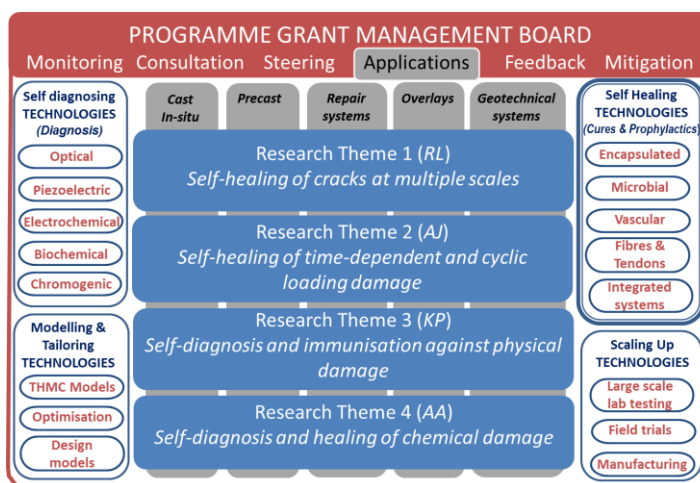 PROGRAMME GRANT MANAGEMENT BOARD
Monitoring Consultation Steering Applications Feedback Mitigation
Self diagnosing
TECHNOLOGIES
(Diagnosis)
Optical
Piezoelectric
Electrochemical
Biochemical
Chromogenic
Modelling &
Tailoring
TECHNOLOGIES
THMC Models
Optimisation
Design
models
Cast
In-situ
Precast
Repair
systems
Overlays
Geotechnical
systems
Research Theme 1 (RL)
Self-healing of cracks at multiple scales
Research Theme 2 (AJ)
Self-healing of time-dependent and cyclic
loading damage
Research Theme 3 (KP)
Self-diagnosis and immunisation against physical
damage
Research Theme 4 (AA)
Self-diagnosis and healing of chemical damage
Self Healing
TECHNOLOGIES
(Cures & Prophylactics)
Encapsulated
Microbial
Vascular
Fibres &
Tendons
Integrated
systems
Scaling Up
TECHNOLOGIES
Large scale
lab testing
Field trials
Manufacturing